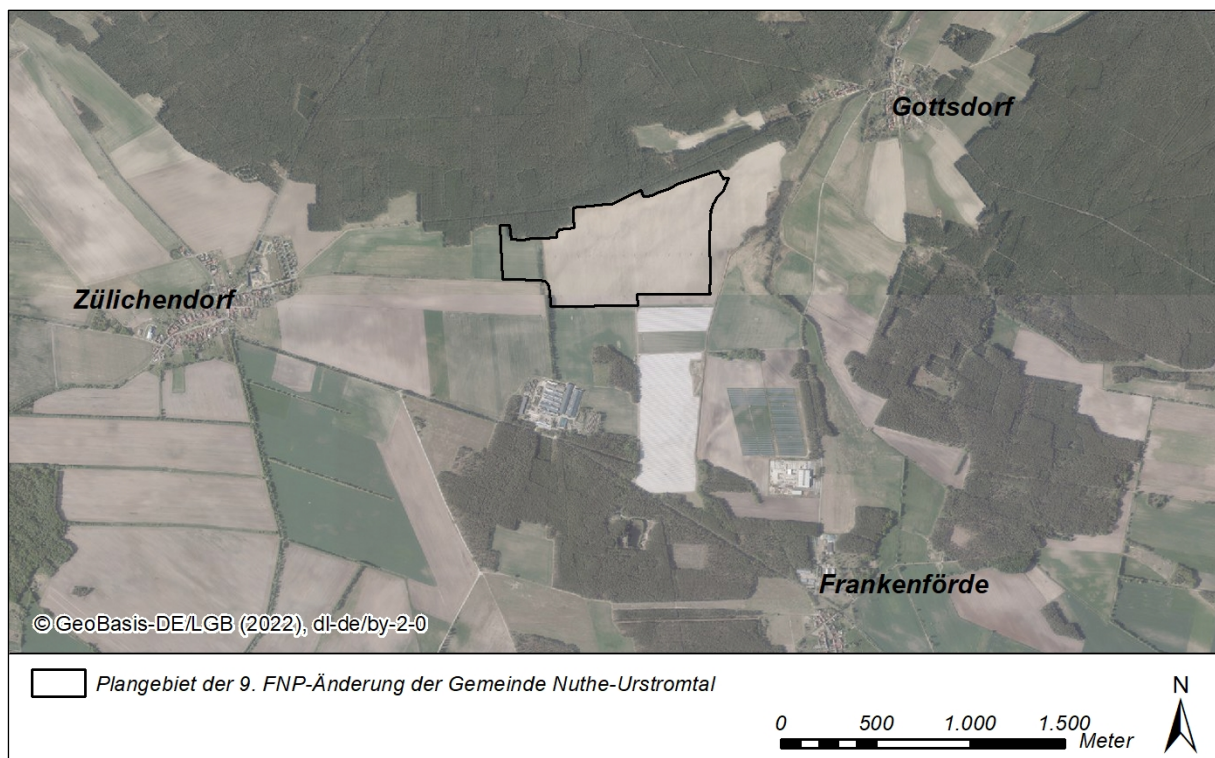 Gottsdorf
Zülichendorf
Frankenförde
© GeoBasis-DE/LGB (2022), dl-de/by-2-0
Plangebiet der 9. FNP-Änderung der Gemeinde Nuthe-Urstromtal
N
0 500 1.000 1.500
Meter